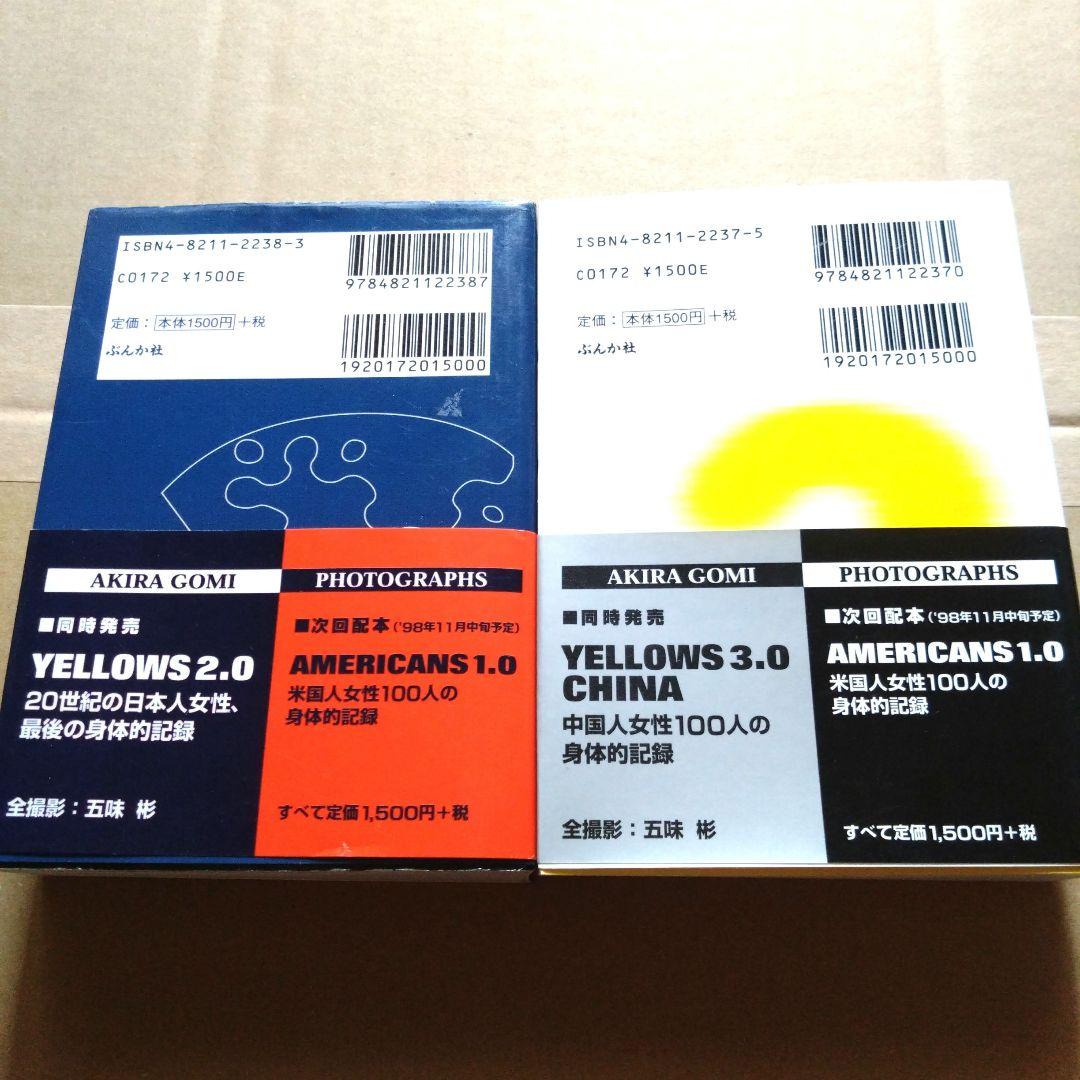 ISBN4-8211-2238-3
C0172 ¥1500E
9784821122387
定価：本体1500円+税
ぶんか社
1920172015000
AKIRA GOMI PHOTOGRAPHS
■同時発売
YELLOWS 2.0
20世紀の日本人女性、
最後の身体的記録
全撮影：五味 彬
■次回配本('98年11月中旬予定)
AMERICANS 1.0
米国人女性100人の
身体的記録
すべて定価1,500円+税
ISBN4-8211-2237-5
C0172 ¥1500E
9784821122370
定価：本体1500円+税
ぶんか社
1920172015000
AKIRA GOMI PHOTOGRAPHS
■同時発売
YELLOWS 3.0
CHINA
中国人女性100人の
身体的記録
全撮影：五味 彬
■次回配本('98年11月中旬予定)
AMERICANS 1.0
米国人女性100人の
身体的記録
すべて定価1,500円+税